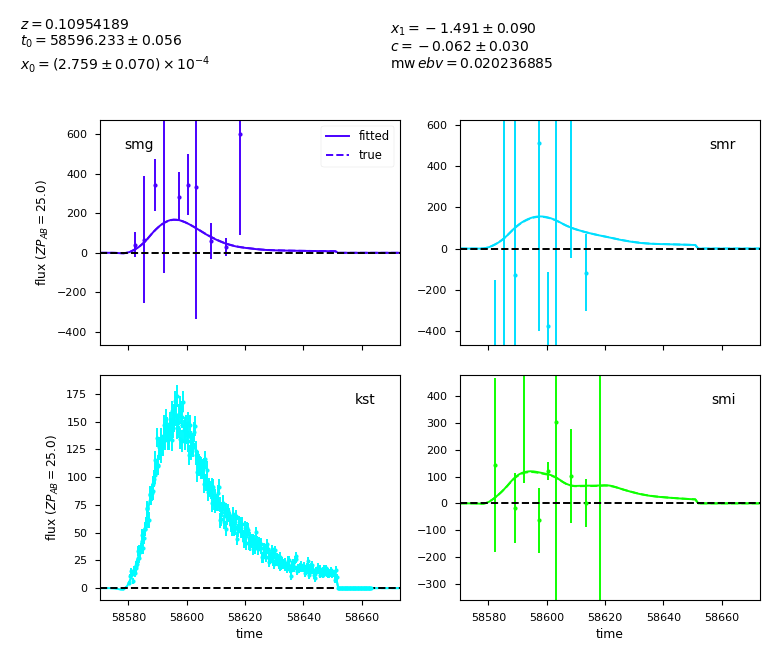 z = 0.10954189
t₀ = 58596.233 ± 0.056
x₀ = (2.759 ± 0.070) × 10⁻⁴
x₁ = −1.491 ± 0.090
c = −0.062 ± 0.030
mw ebv = 0.020236885
flux (ZP_AB = 25.0)
600
400
200
0
−200
−400
smg
fitted
true
600
400
200
0
−200
−400
smr
flux (ZP_AB = 25.0)
175
150
125
100
75
50
25
0
kst
58580 58600 58620 58640 58660
time
400
300
200
100
0
−100
−200
−300
smi
58580 58600 58620 58640 58660
time